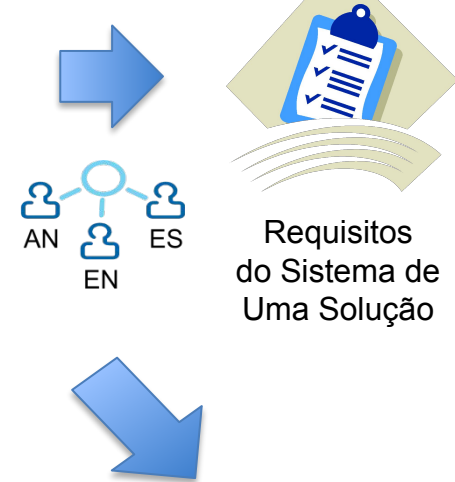 AN
ES
EN
Requisitos
do Sistema de
Uma Solução